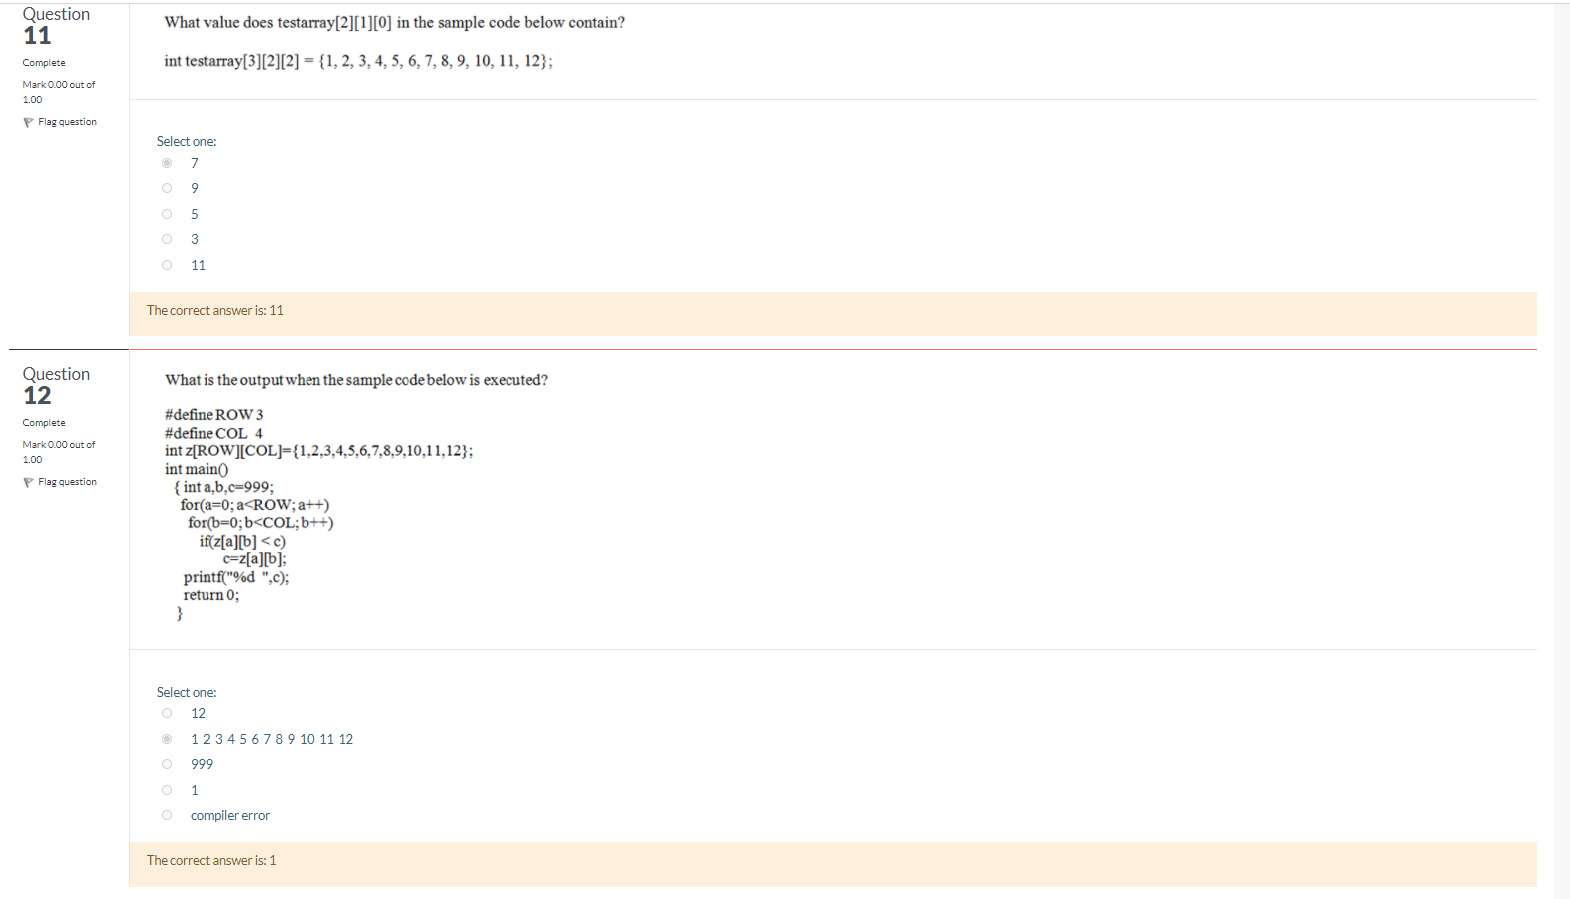 Question
11
Complete
Mark 0.00 out of
1.00
Flag question
What value does testarray[2][1][0] in the sample code below contain?
int testarray[3][2][2] = {1, 2, 3, 4, 5, 6, 7, 8, 9, 10, 11, 12};
Select one:
7
9
5
3
11
The correct answer is: 11
Question
12
Complete
Mark 0.00 out of
1.00
Flag question
What is the output when the sample code below is executed?
#define ROW 3
#define COL 4
int z[ROW][COL]={1,2,3,4,5,6,7,8,9,10,11,12};
int main()
{ int a,b,c=999;
for(a=0; a<ROW; a++)
for(b=0; b<COL; b++)
if(z[a][b] < c)
c=z[a][b];
printf("%d ",c);
return 0;
}
Select one:
12
1 2 3 4 5 6 7 8 9 10 11 12
999
1
compiler error
The correct answer is: 1